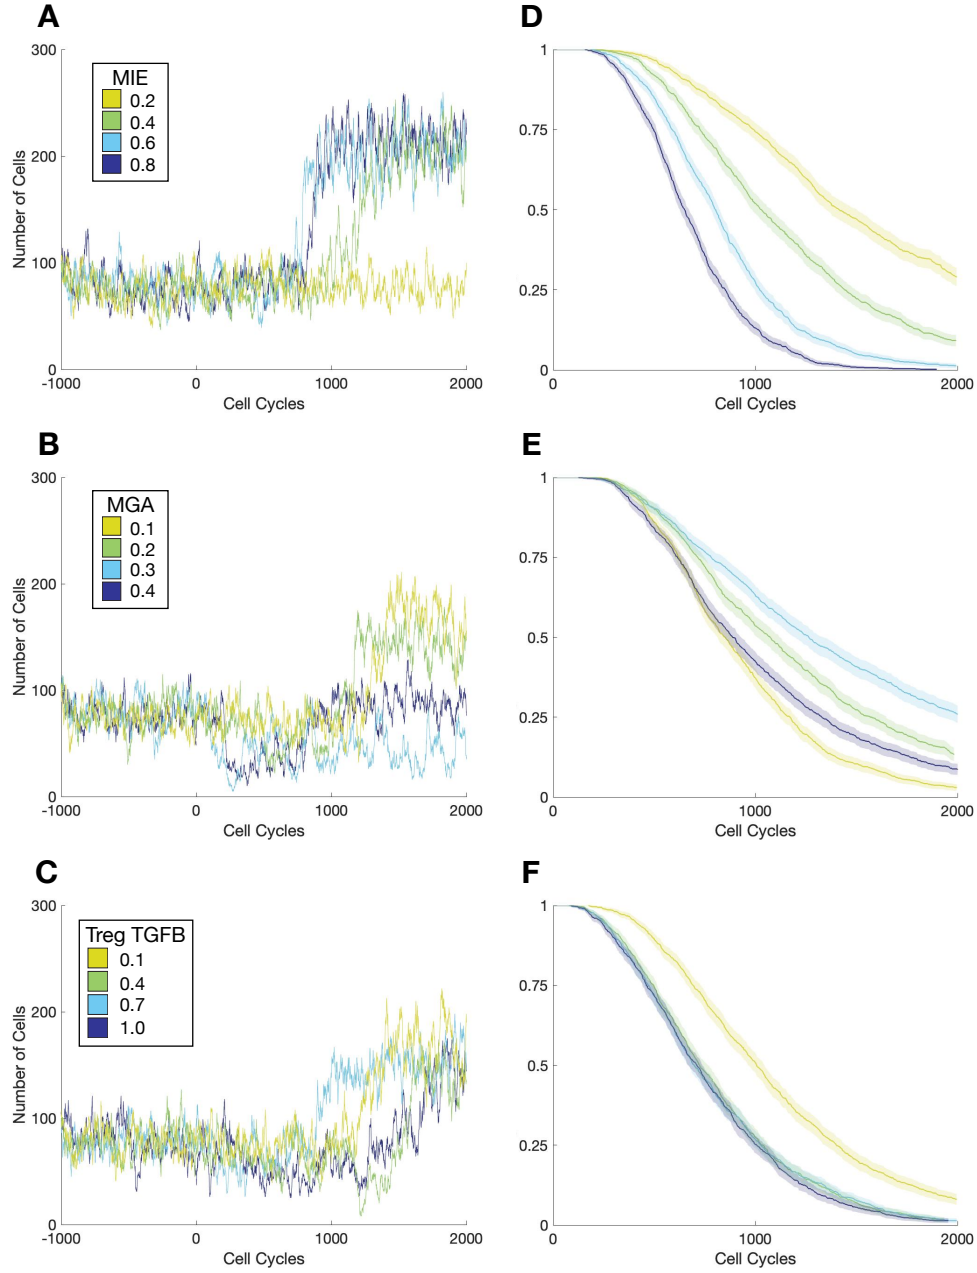 A
300
200
100
0
Number of Cells
MIE
0.2
0.4
0.6
0.8
-1000 0 1000 2000
Cell Cycles
D
1
0.75
0.5
0.25
0
0 1000 2000
Cell Cycles
B
300
200
100
0
Number of Cells
MGA
0.1
0.2
0.3
0.4
-1000 0 1000 2000
Cell Cycles
E
1
0.75
0.5
0.25
0
0 1000 2000
Cell Cycles
C
300
200
100
0
Number of Cells
Treg TGFB
0.1
0.4
0.7
1.0
-1000 0 1000 2000
Cell Cycles
F
1
0.75
0.5
0.25
0
0 1000 2000
Cell Cycles